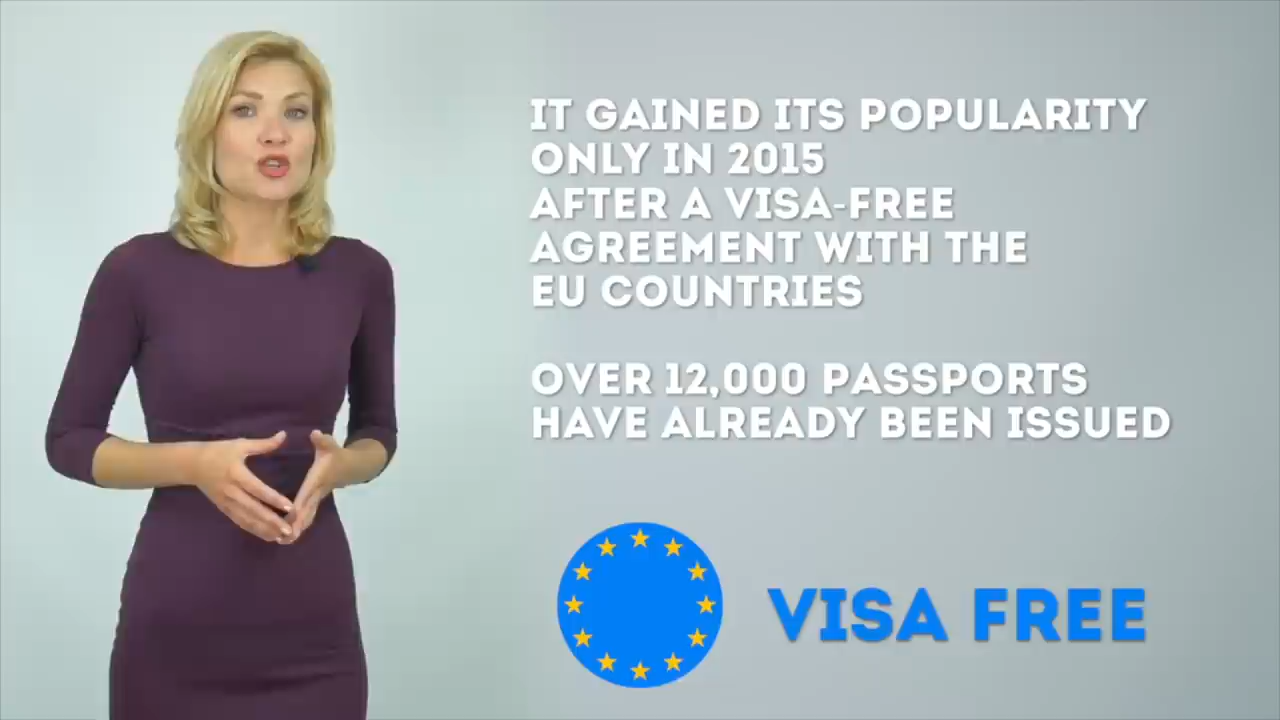 IT GAINED ITS POPULARITY
ONLY IN 2015
AFTER A VISA-FREE
AGREEMENT WITH THE
EU COUNTRIES
OVER 12,000 PASSPORTS
HAVE ALREADY BEEN ISSUED
VISA FREE